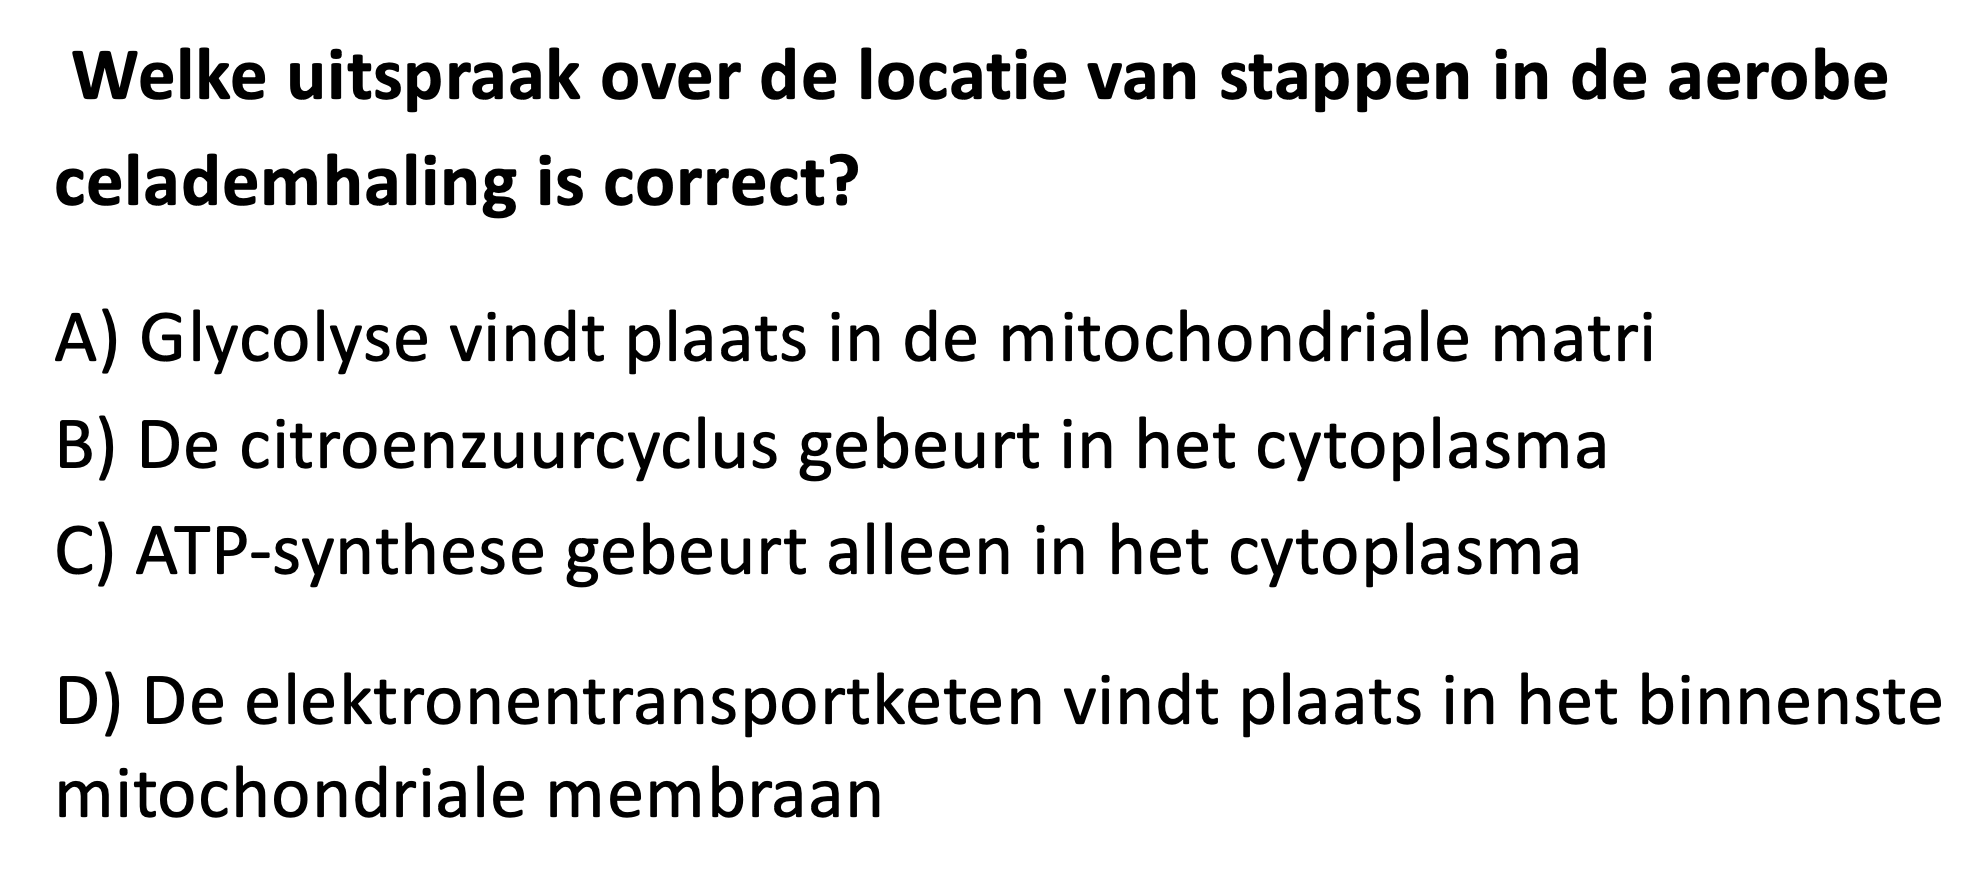 Welke uitspraak over de locatie van stappen in de aerobe
celademhaling is correct?
A) Glycolyse vindt plaats in de mitochondriale matri
B) De citroenzuurcyclus gebeurt in het cytoplasma
C) ATP-synthese gebeurt alleen in het cytoplasma
D) De elektronentransportketen vindt plaats in het binnenste
mitochondriale membraan